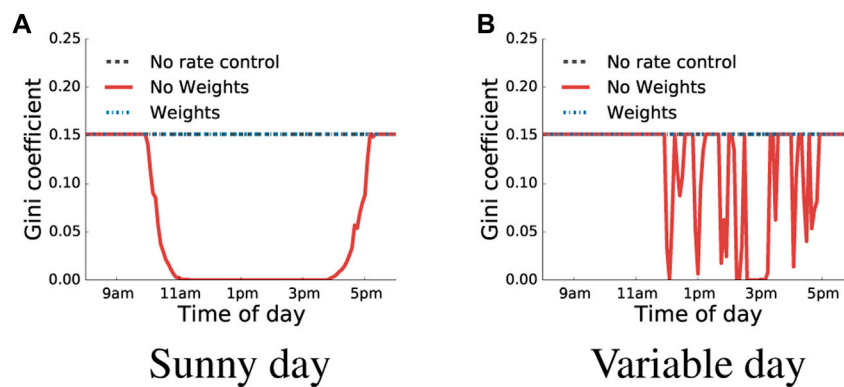 A
0.25
0.20
0.15
0.10
0.05
0.00
Gini coefficient
No rate control
No Weights
Weights
9am 11am 1pm 3pm 5pm
Time of day
Sunny day
B
0.25
0.20
0.15
0.10
0.05
0.00
Gini coefficient
No rate control
No Weights
Weights
9am 11am 1pm 3pm 5pm
Time of day
Variable day